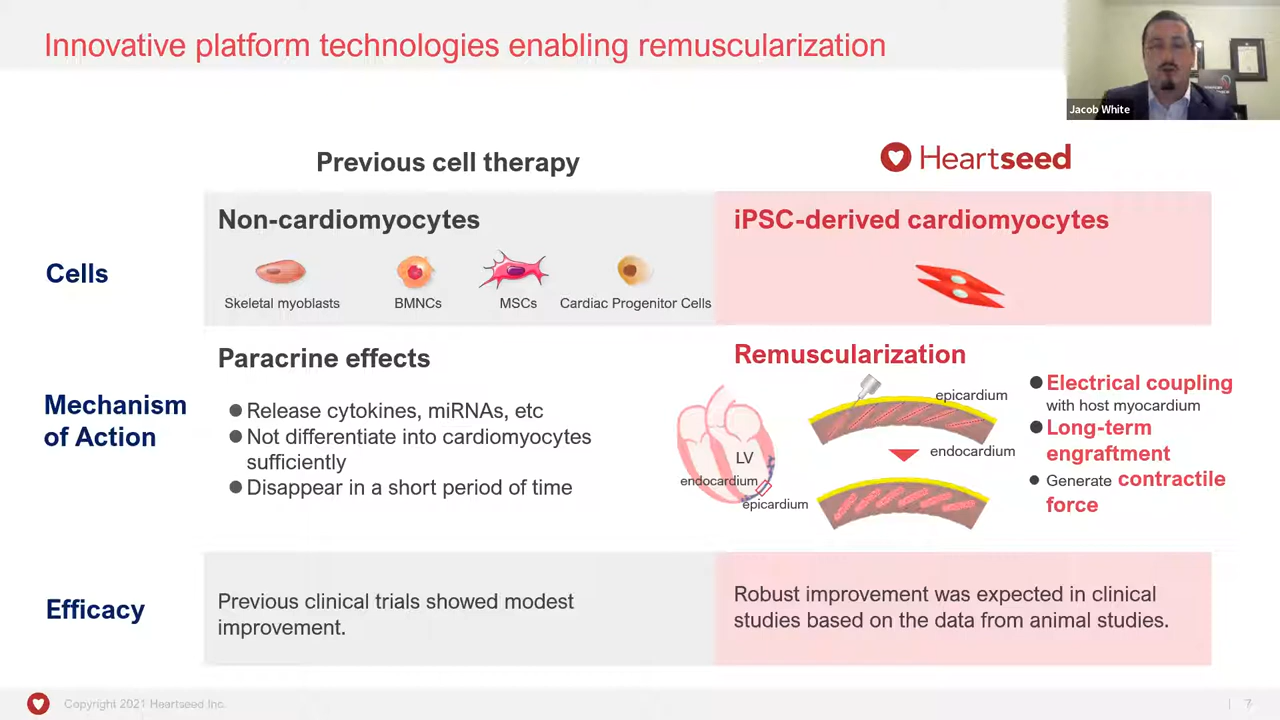 Innovative platform technologies enabling remuscularization
Jacob White
Previous cell therapy
Heartseed
Cells
Non-cardiomyocytes
Skeletal myoblasts
BMNCs
MSCs
Cardiac Progenitor Cells
iPSC-derived cardiomyocytes
Mechanism
of Action
Paracrine effects
● Release cytokines, miRNAs, etc
● Not differentiate into cardiomyocytes
sufficiently
● Disappear in a short period of time
Remuscularization
LV
endocardium
epicardium
epicardium
endocardium
● Electrical coupling
with host myocardium
● Long-term
engraftment
● Generate contractile
force
Efficacy
Previous clinical trials showed modest
improvement.
Robust improvement was expected in clinical
studies based on the data from animal studies.
Copyright 2021 Heartseed Inc.
7